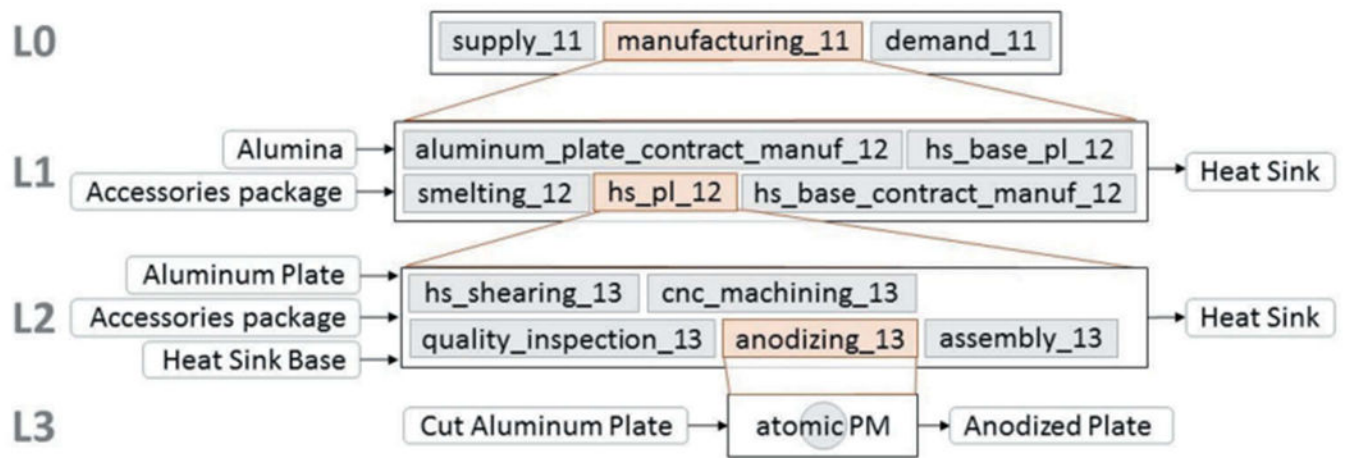 L0
supply_11 manufacturing_11 demand_11
L1
Alumina aluminum_plate_contract_manuf_12 hs_base_pl_12
Accessories package smelting_12 hs_pl_12 hs_base_contract_manuf_12
Heat Sink
L2
Aluminum Plate
hs_shearing_13 cnc_machining_13
Accessories package
quality_inspection_13 anodizing_13 assembly_13
Heat Sink Base
Heat Sink
L3
Cut Aluminum Plate atomic PM Anodized Plate